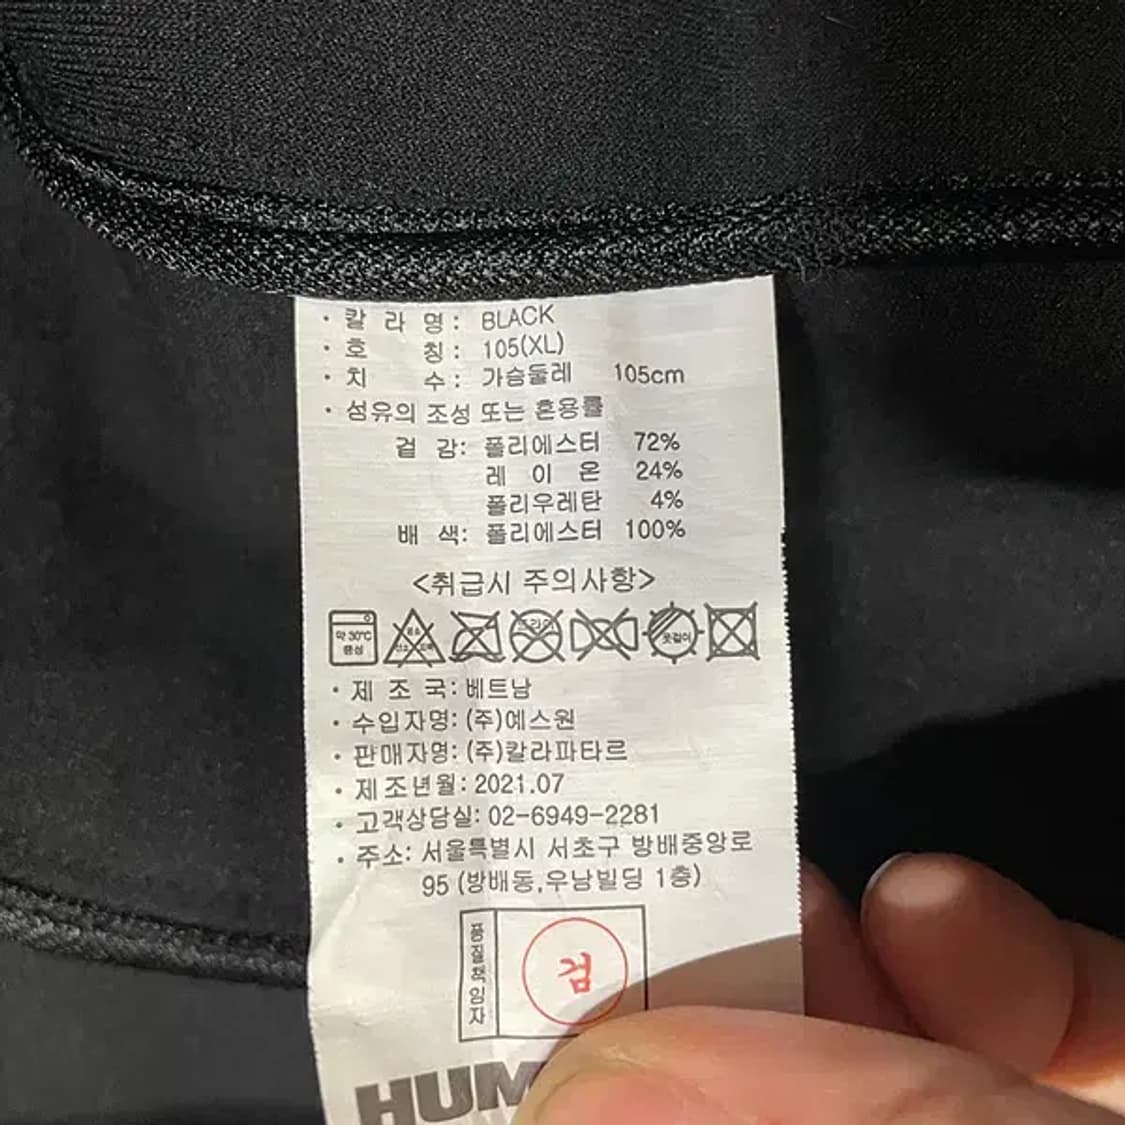 · 칼 라 명 : BLACK
· 호 칭 : 105(XL)
· 치 수 : 가슴둘레 105cm
· 섬유의 조성 또는 혼용률
겉 감: 폴리에스터 72%
레 이 온 24%
폴리우레탄 4%
배 색: 폴리에스터 100%
<취급시 주의사항>
약 30℃ 중성 옷걸이
· 제 조 국: 베트남
· 수입자명: (주)예스원
· 판매자명: (주)칼라파타르
· 제조년월: 2021.07
· 고객상담실: 02-6949-2281
· 주소: 서울특별시 서초구 방배중앙로
95 (방배동,우남빌딩 1층)
품질책임자 검
HUM